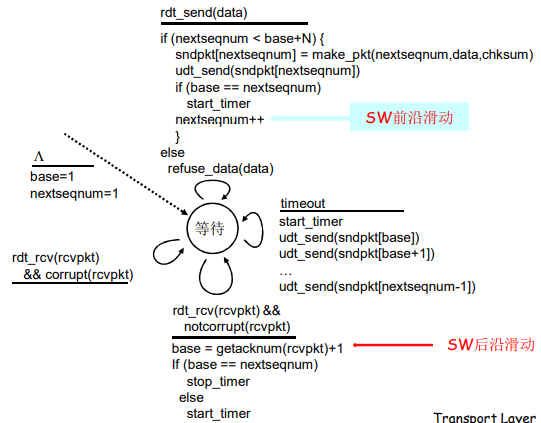 rdt_send(data)
if (nextseqnum < base+N) {
sndpkt[nextseqnum] = make_pkt(nextseqnum,data,chksum)
udt_send(sndpkt[nextseqnum])
if (base == nextseqnum)
start_timer
nextseqnum++
SW前沿滑动
}
else
refuse_data(data)
Λ
base=1
nextseqnum=1
等待
timeout
start_timer
udt_send(sndpkt[base])
udt_send(sndpkt[base+1])
…
udt_send(sndpkt[nextseqnum-1])
rdt_rcv(rcvpkt)
&& corrupt(rcvpkt)
rdt_rcv(rcvpkt) &&
notcorrupt(rcvpkt)
base = getacknum(rcvpkt)+1
If (base == nextseqnum)
stop_timer
else
start_timer
SW后沿滑动
Transport Layer